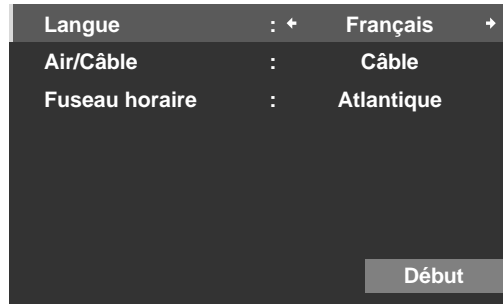 Langue : Français
Air/Câble : Câble
Fuseau horaire : Atlantique
Début